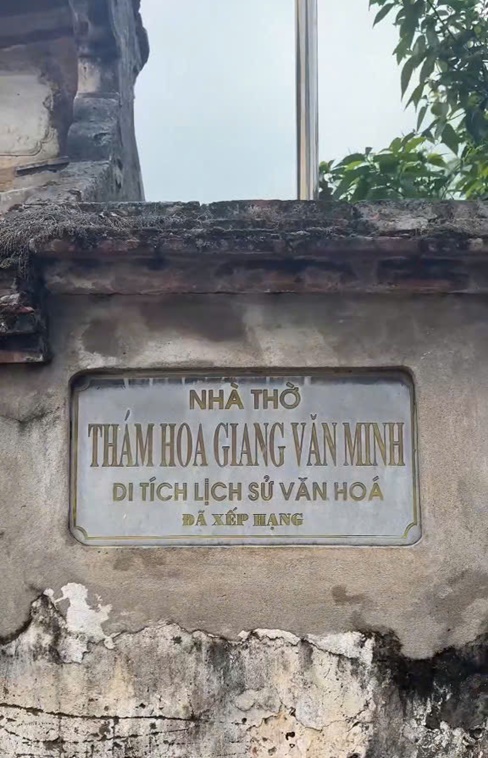 NHÀ THỜ
THÁM HOA GIANG VĂN MINH
DI TÍCH LỊCH SỬ VĂN HOÁ
ĐÃ XẾP HẠNG